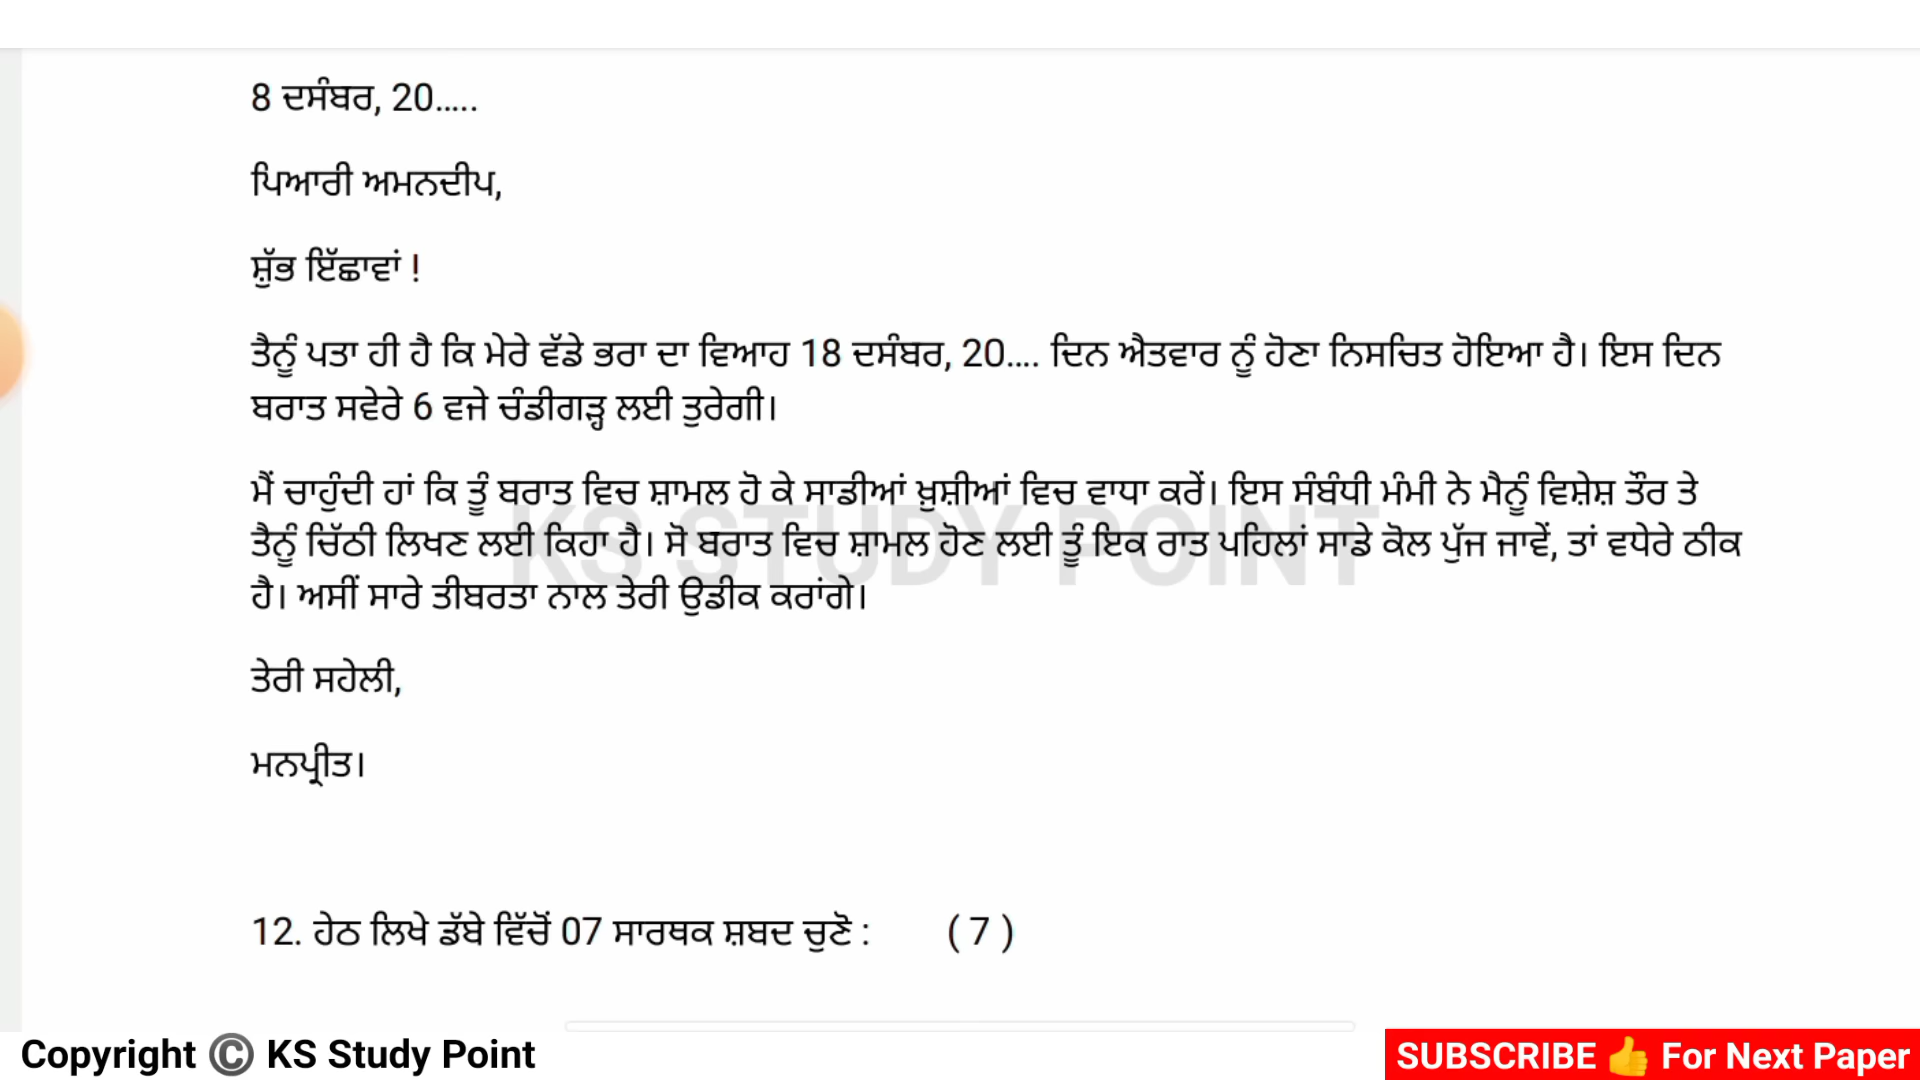 8 ਦਸੰਬਰ, 20.....
ਪਿਆਰੀ ਅਮਨਦੀਪ,
ਸ਼ੁੱਭ ਇੱਛਾਵਾਂ !
ਤੈਨੂੰ ਪਤਾ ਹੀ ਹੈ ਕਿ ਮੇਰੇ ਵੱਡੇ ਭਰਾ ਦਾ ਵਿਆਹ 18 ਦਸੰਬਰ, 20.... ਦਿਨ ਐਤਵਾਰ ਨੂੰ ਹੋਣਾ ਨਿਸਚਿਤ ਹੋਇਆ ਹੈ। ਇਸ ਦਿਨ
ਬਰਾਤ ਸਵੇਰੇ 6 ਵਜੇ ਚੰਡੀਗੜ੍ਹ ਲਈ ਤੁਰੇਗੀ।
ਮੈਂ ਚਾਹੁੰਦੀ ਹਾਂ ਕਿ ਤੂੰ ਬਰਾਤ ਵਿਚ ਸ਼ਾਮਲ ਹੋ ਕੇ ਸਾਡੀਆਂ ਖ਼ੁਸ਼ੀਆਂ ਵਿਚ ਵਾਧਾ ਕਰੇਂ। ਇਸ ਸੰਬੰਧੀ ਮੰਮੀ ਨੇ ਮੈਨੂੰ ਵਿਸ਼ੇਸ਼ ਤੌਰ ਤੇ
ਤੈਨੂੰ ਚਿੱਠੀ ਲਿਖਣ ਲਈ ਕਿਹਾ ਹੈ। ਸੋ ਬਰਾਤ ਵਿਚ ਸ਼ਾਮਲ ਹੋਣ ਲਈ ਤੂੰ ਇਕ ਰਾਤ ਪਹਿਲਾਂ ਸਾਡੇ ਕੋਲ ਪੁੱਜ ਜਾਵੇਂ, ਤਾਂ ਵਧੇਰੇ ਠੀਕ
ਹੈ। ਅਸੀਂ ਸਾਰੇ ਤੀਬਰਤਾ ਨਾਲ ਤੇਰੀ ਉਡੀਕ ਕਰਾਂਗੇ।
KS STUDY POINT
ਤੇਰੀ ਸਹੇਲੀ,
ਮਨਪ੍ਰੀਤ।
12. ਹੇਠ ਲਿਖੇ ਡੱਬੇ ਵਿੱਚੋਂ 07 ਸਾਰਥਕ ਸ਼ਬਦ ਚੁਣੋ : ( 7 )
Copyright © KS Study Point
SUBSCRIBE 👍 For Next Paper